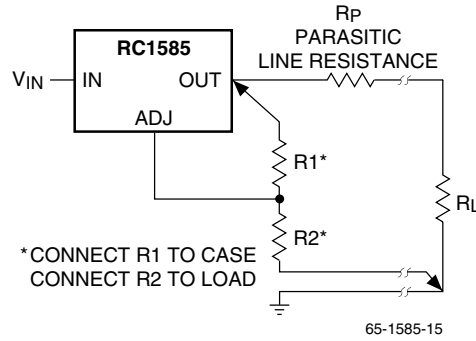 RP
PARASITIC
LINE RESISTANCE
RC1585
VIN
IN
OUT
ADJ
R1*
RL
R2*
*CONNECT R1 TO CASE
CONNECT R2 TO LOAD
65-1585-15